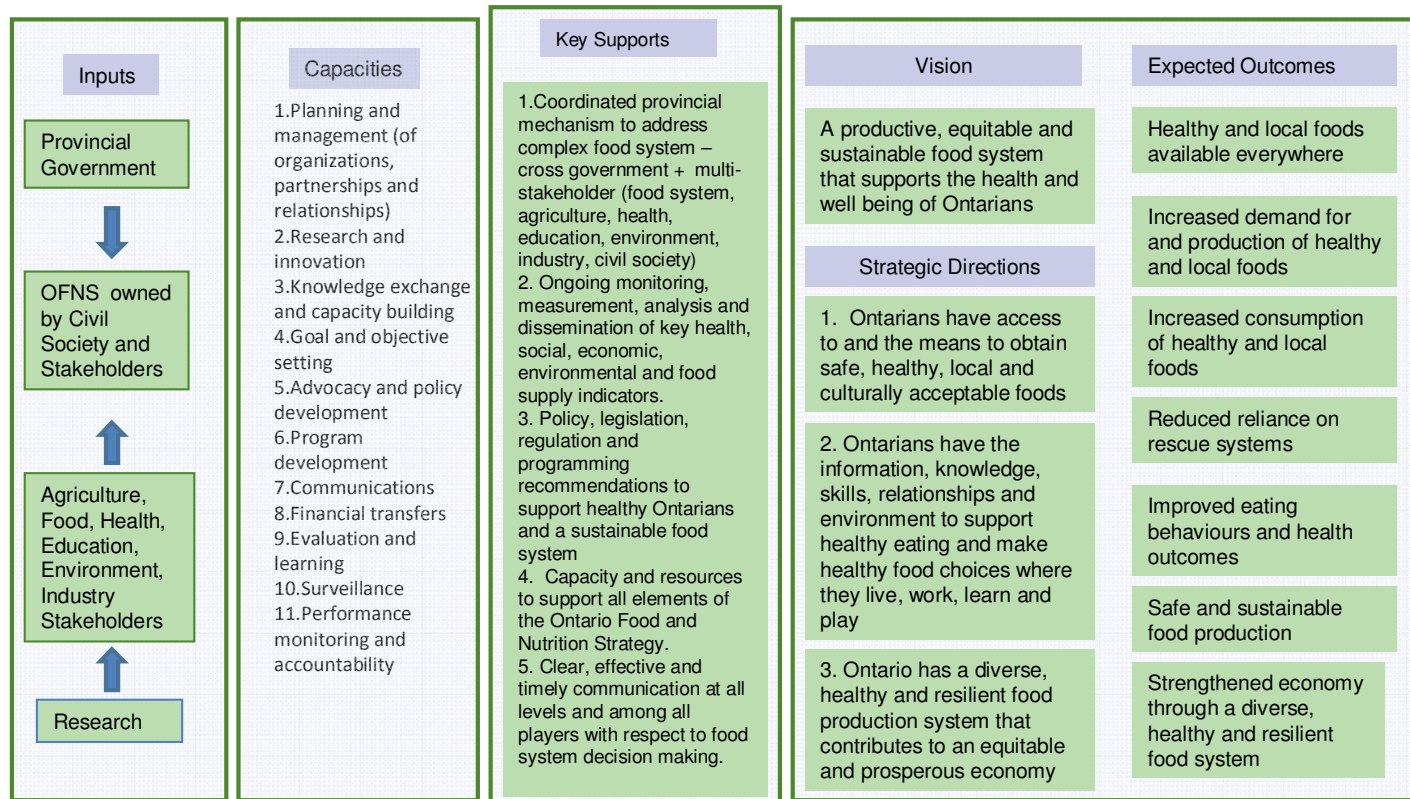 Inputs
Provincial
Government
OFNS owned
by Civil
Society and
Stakeholders
Agriculture,
Food, Health,
Education,
Environment,
Industry
Stakeholders
Research
Capacities
1.Planning and
management (of
organizations,
partnerships and
relationships)
2.Research and
innovation
3.Knowledge exchange
and capacity building
4.Goal and objective
setting
5.Advocacy and policy
development
6.Program
development
7.Communications
8.Financial transfers
9.Evaluation and
learning
10.Surveillance
11.Performance
monitoring and
accountability
Key Supports
1.Coordinated provincial
mechanism to address
complex food system –
cross government + multi-
stakeholder (food system,
agriculture, health,
education, environment,
industry, civil society)
2. Ongoing monitoring,
measurement, analysis and
dissemination of key health,
social, economic,
environmental and food
supply indicators.
3. Policy, legislation,
regulation and
programming
recommendations to
support healthy Ontarians
and a sustainable food
system
4. Capacity and resources
to support all elements of
the Ontario Food and
Nutrition Strategy.
5. Clear, effective and
timely communication at all
levels and among all
players with respect to food
system decision making.
Vision
A productive, equitable and
sustainable food system
that supports the health and
well being of Ontarians
Strategic Directions
1. Ontarians have access
to and the means to obtain
safe, healthy, local and
culturally acceptable foods
2. Ontarians have the
information, knowledge,
skills, relationships and
environment to support
healthy eating and make
healthy food choices where
they live, work, learn and
play
3. Ontario has a diverse,
healthy and resilient food
production system that
contributes to an equitable
and prosperous economy
Expected Outcomes
Healthy and local foods
available everywhere
Increased demand for
and production of healthy
and local foods
Increased consumption
of healthy and local
foods
Reduced reliance on
rescue systems
Improved eating
behaviours and health
outcomes
Safe and sustainable
food production
Strengthened economy
through a diverse,
healthy and resilient
food system